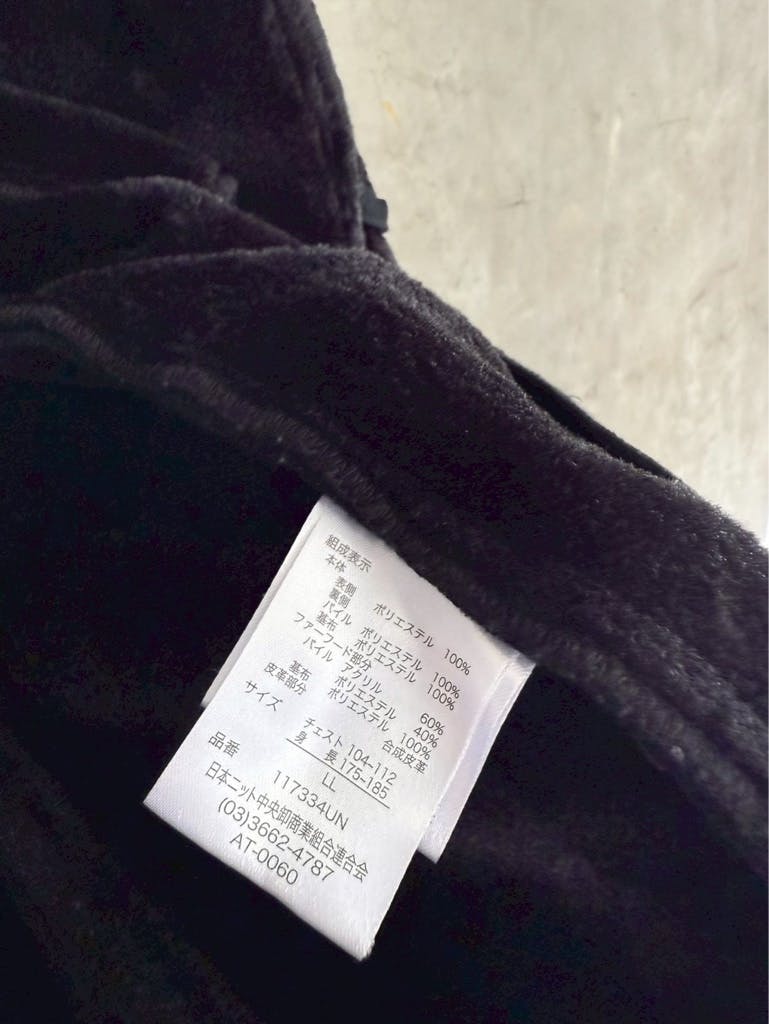 組成表示
本体
表側 ポリエステル 100%
裏側
パイル ポリエステル 100%
基布 ポリエステル 100%
ファーフード部分
パイル アクリル 60%
ポリエステル 40%
基布 ポリエステル 100%
皮革部分 合成皮革
サイズ
チェスト 104-112
身 長 175-185
LL
品番
117334UN
日本ニット中央卸商業組合連合会
(03)3662-4787
AT-0060